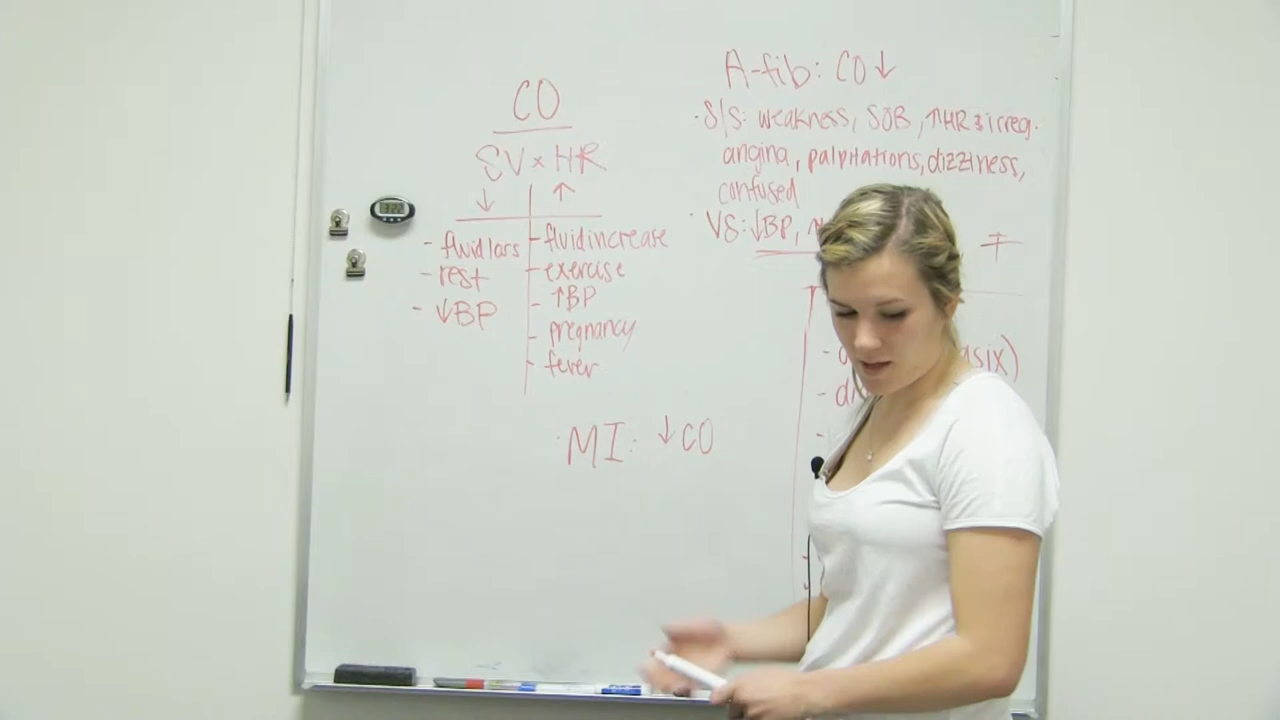 CO
SV x HR
↓ ↑
- fluid loss
- rest
- ↓BP
- fluid increase
- exercise
- ↑BP
- pregnancy
- fever
· MI: ↓ CO
A-fib: CO↓
· S/S: weakness, SOB, ↑HR & irreg.
angina, palpitations, dizziness,
confused
· VS: ↓BP,